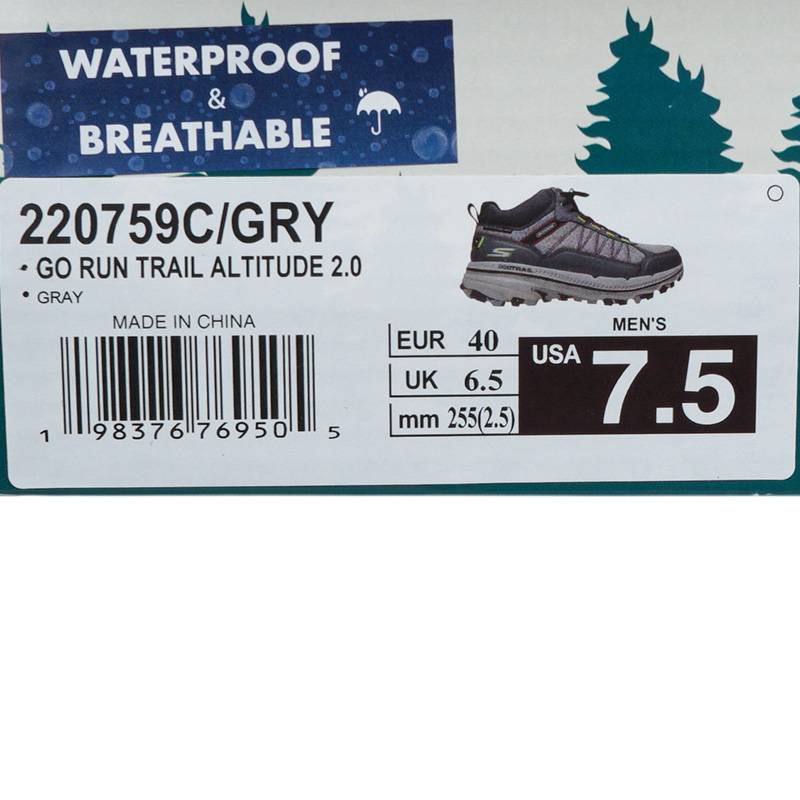 WATERPROOF
&
BREATHABLE
220759C/GRY
• GO RUN TRAIL ALTITUDE 2.0
• GRAY
MADE IN CHINA
1 98376 76950 5
MEN'S
EUR 40
UK 6.5
mm 255(2.5)
USA 7.5